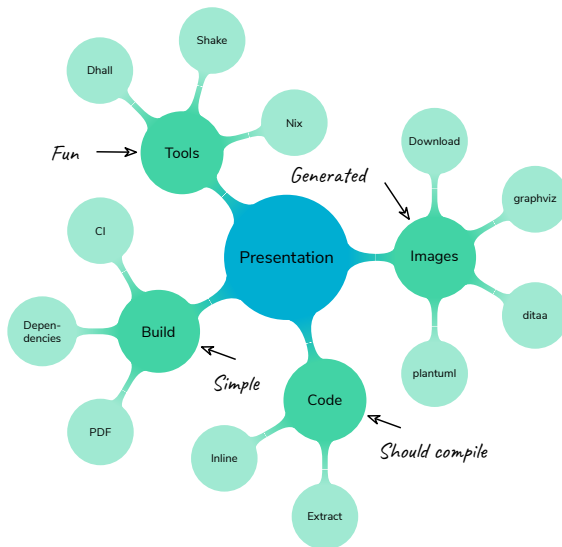 Shake
Dhall
Nix
Fun
Tools
Download
Generated
graphviz
CI
Presentation
Images
Depen-
dencies
Build
ditaa
plantuml
Simple
Code
Should compile
PDF
Inline
Extract